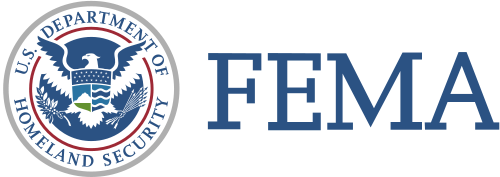 U.S. DEPARTMENT OF
HOMELAND SECURITY
FEMA